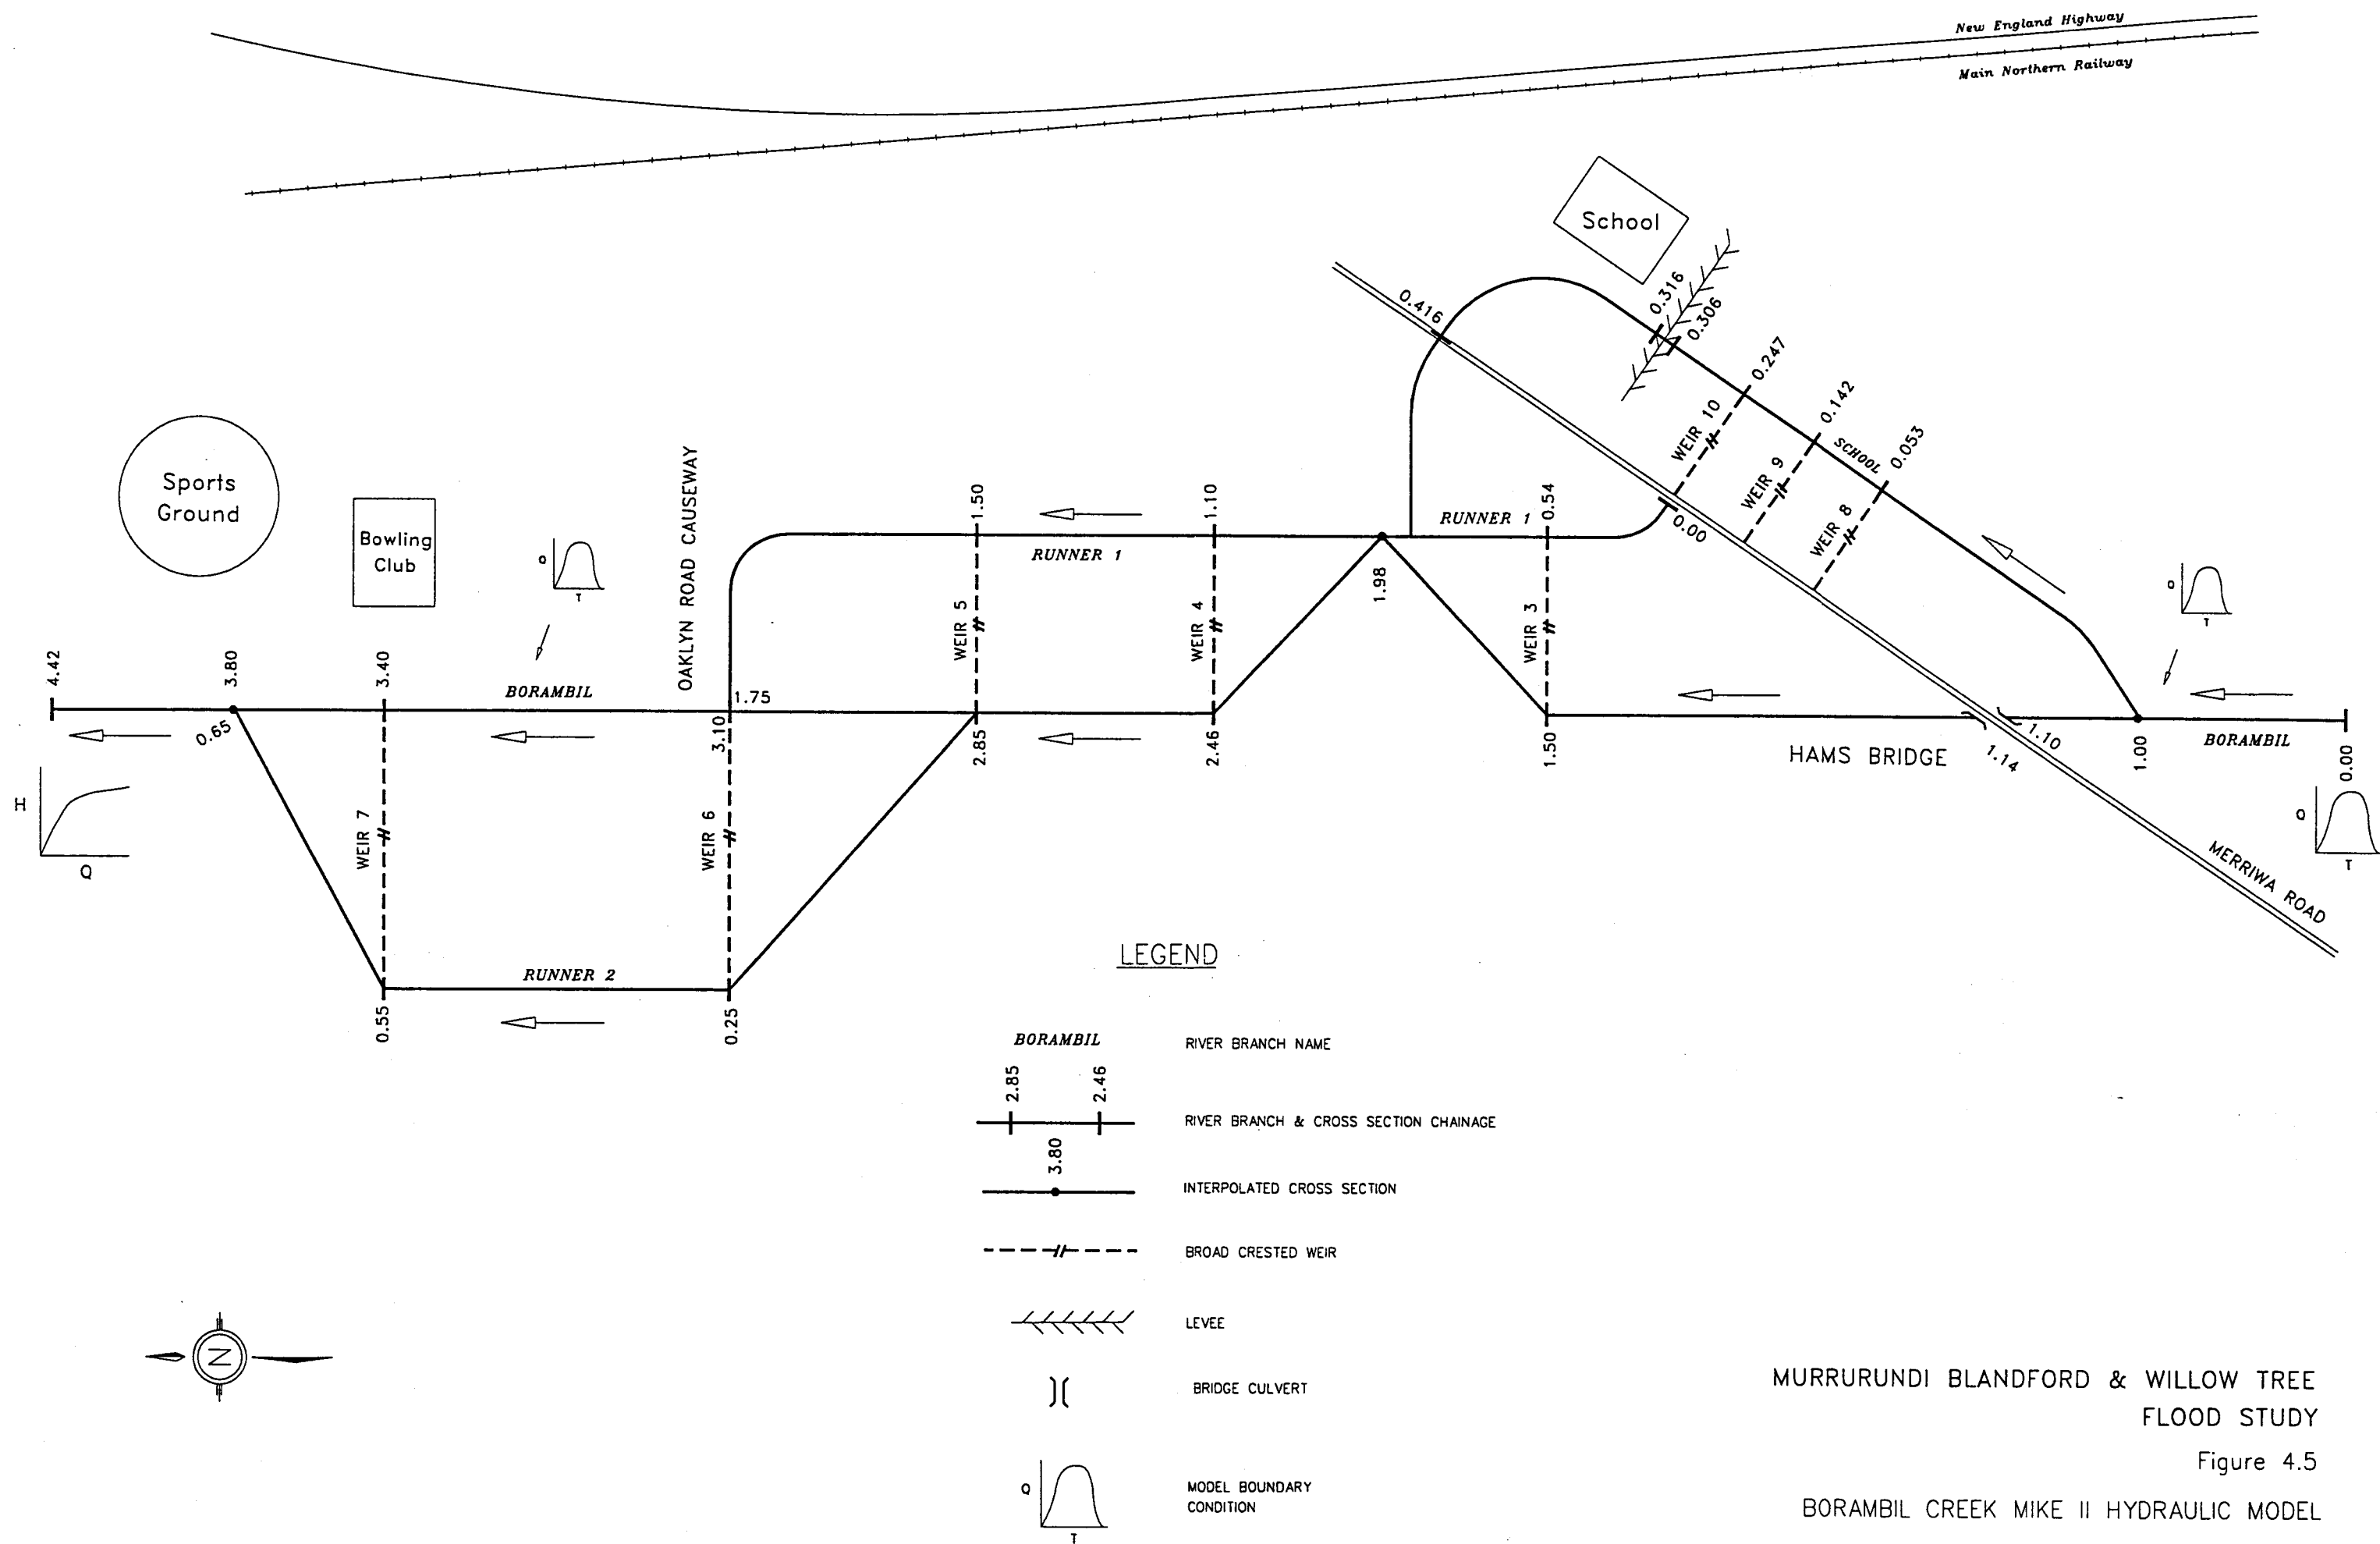 New England Highway
Main Northern Railway
School
0.316
0.306
0.416
0.247
0.142
0.053
WEIR 10
WEIR 9
WEIR 8
SCHOOL
0.00
Sports
Ground
Bowling
Club
Q
T
OAKLYN ROAD CAUSEWAY
1.50
1.10
RUNNER 1
0.54
RUNNER 1
1.98
WEIR 5
WEIR 4
WEIR 3
Q
T
4.42
3.80
3.40
BORAMBIL
1.75
0.65
3.10
2.85
2.46
1.50
HAMS BRIDGE
1.14
1.10
1.00
BORAMBIL
0.00
H
Q
Q
T
WEIR 7
WEIR 6
MERRIWA ROAD
RUNNER 2
0.55
0.25
LEGEND
BORAMBIL
RIVER BRANCH NAME
2.85
2.46
RIVER BRANCH & CROSS SECTION CHAINAGE
3.80
INTERPOLATED CROSS SECTION
BROAD CRESTED WEIR
LEVEE
BRIDGE CULVERT
Q
T
MODEL BOUNDARY
CONDITION
N
MURRURUNDI BLANDFORD & WILLOW TREE
FLOOD STUDY
Figure 4.5
BORAMBIL CREEK MIKE II HYDRAULIC MODEL